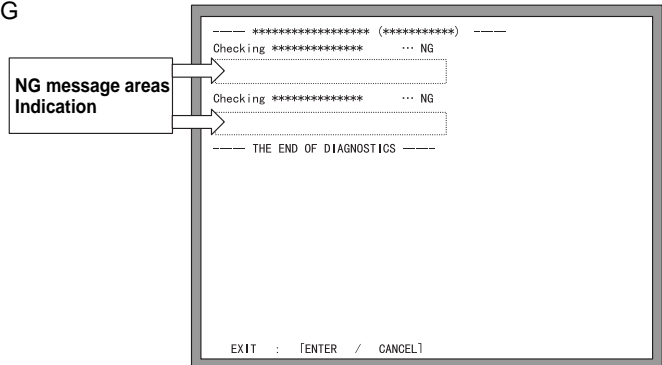 G
---— ****************** (***********) ---—
Checking ************** ··· NG
NG message areas
Indication
Checking ************** ··· NG
---— THE END OF DIAGNOSTICS ——--
EXIT : ｢ENTER / CANCEL｣